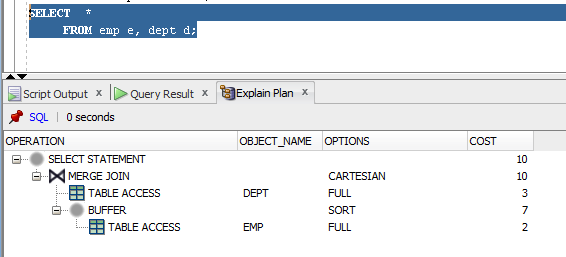 SELECT *
FROM emp e, dept d;
Script Output x Query Result x Explain Plan x
SQL | 0 seconds
OPERATION OBJECT_NAME OPTIONS COST
SELECT STATEMENT 10
MERGE JOIN CARTESIAN 10
TABLE ACCESS DEPT FULL 3
BUFFER SORT 7
TABLE ACCESS EMP FULL 2